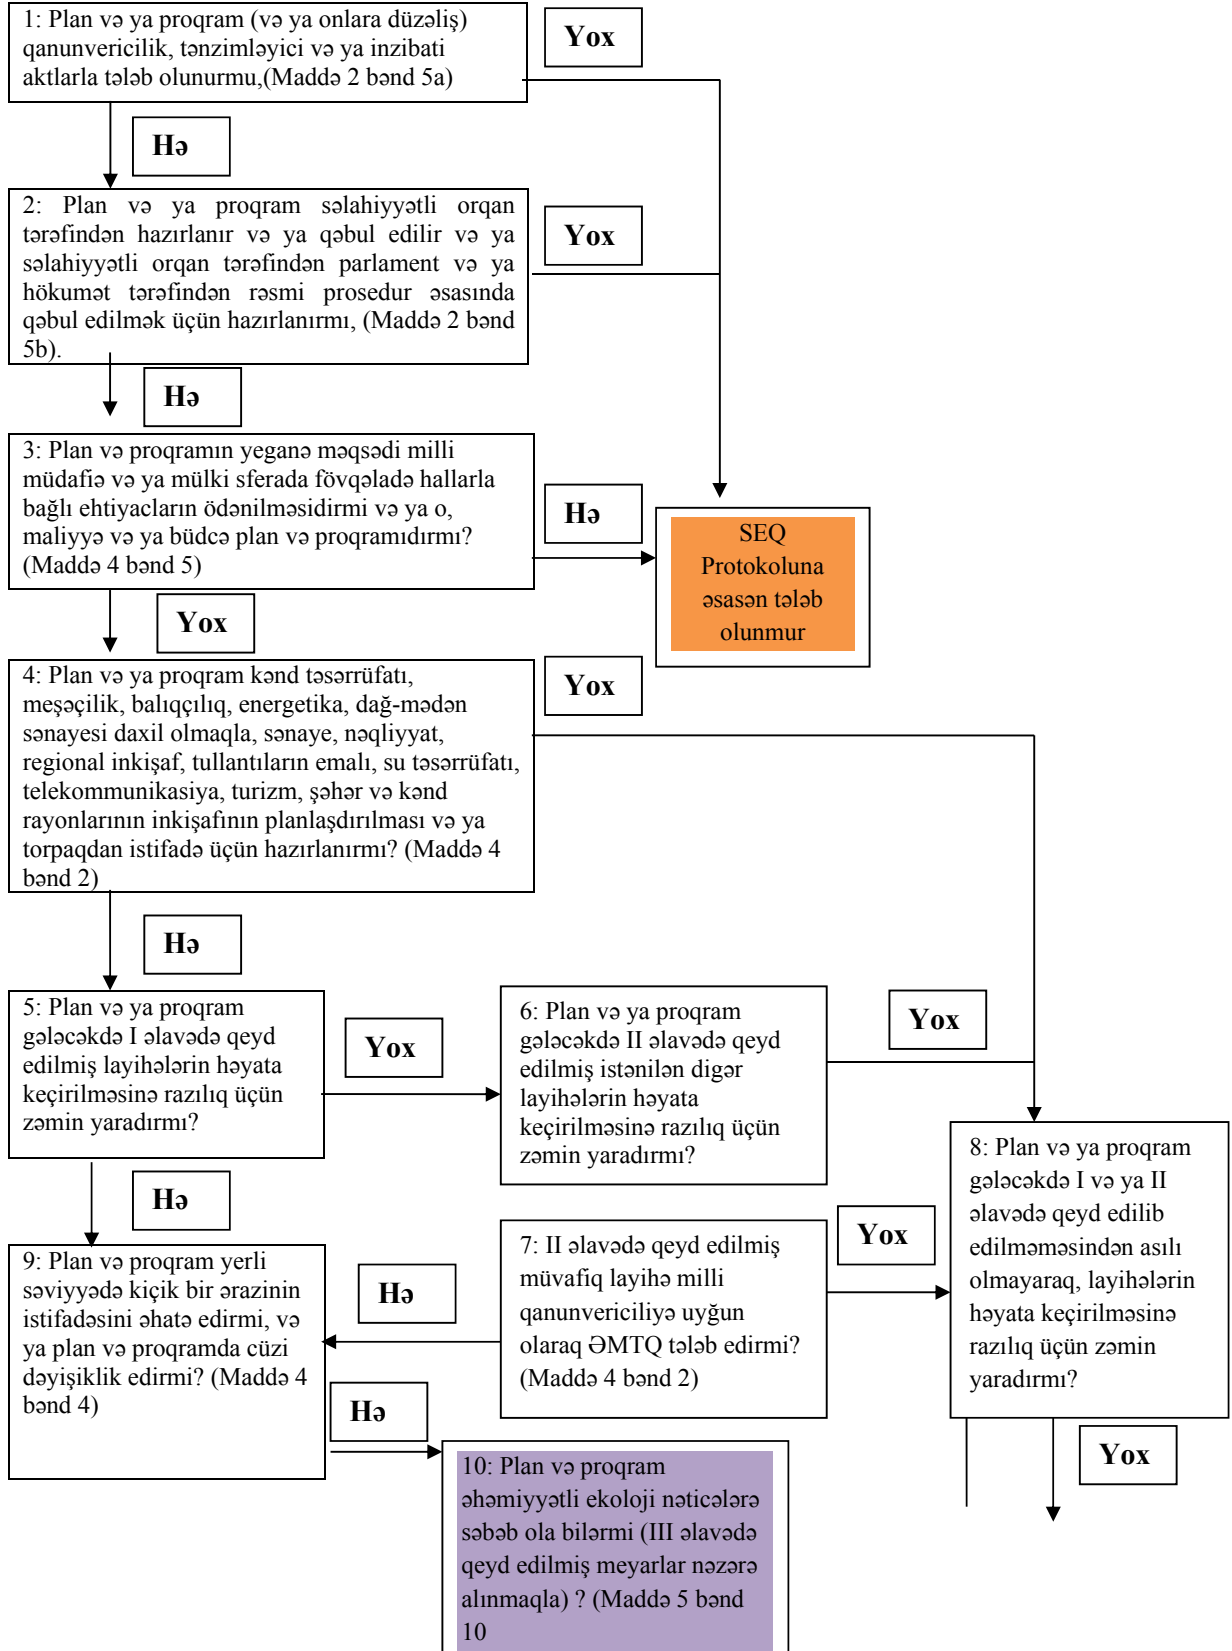 1: Plan və ya proqram (və ya onlara düzəliş)
qanunvericilik, tənzimləyici və ya inzibati
aktlarla tələb olunurmu,(Maddə 2 bənd 5a)
Yox
Hə
2: Plan və ya proqram səlahiyyətli orqan
tərəfindən hazırlanır və ya qəbul edilir və ya
səlahiyyətli orqan tərəfindən parlament və ya
hökumət tərəfindən rəsmi prosedur əsasında
qəbul edilmək üçün hazırlanırmı, (Maddə 2 bənd
5b).
Yox
Hə
3: Plan və proqramın yeganə məqsədi milli
müdafiə və ya mülki sferada fövqəladə hallarla
bağlı ehtiyacların ödənilməsidirmi və ya o,
maliyyə və ya büdcə plan və proqramıdırmı?
(Maddə 4 bənd 5)
Hə
SEQ
Protokoluna
əsasən tələb
olunmur
Yox
4: Plan və ya proqram kənd təsərrüfatı,
meşəçilik, balıqçılıq, energetika, dağ-mədən
sənayesi daxil olmaqla, sənaye, nəqliyyat,
regional inkişaf, tullantıların emalı, su təsərrüfatı,
telekommunikasiya, turizm, şəhər və kənd
rayonlarının inkişafının planlaşdırılması və ya
torpaqdan istifadə üçün hazırlanırmı? (Maddə 4
bənd 2)
Yox
Hə
5: Plan və ya proqram
gələcəkdə I əlavədə qeyd
edilmiş layihələrin həyata
keçirilməsinə razılıq üçün
zəmin yaradırmı?
Yox
6: Plan və ya proqram
gələcəkdə II əlavədə qeyd
edilmiş istənilən digər
layihələrin həyata
keçirilməsinə razılıq üçün
zəmin yaradırmı?
Yox
Hə
7: II əlavədə qeyd edilmiş
müvafiq layihə milli
qanunvericiliyə uyğun
olaraq ƏMTQ tələb edirmi?
(Maddə 4 bənd 2)
Yox
8: Plan və ya proqram
gələcəkdə I və ya II
əlavədə qeyd edilib
edilməməsindən asılı
olmayaraq, layihələrin
həyata keçirilməsinə
razılıq üçün zəmin
yaradırmı?
Hə
9: Plan və proqram yerli
səviyyədə kiçik bir ərazinin
istifadəsini əhatə edirmi, və
ya plan və proqramda cüzi
dəyişiklik edirmi? (Maddə 4
bənd 4)
Hə
Yox
10: Plan və proqram
əhəmiyyətli ekoloji nəticələrə
səbəb ola bilərmi (III əlavədə
qeyd edilmiş meyarlar nəzərə
alınmaqla) ? (Maddə 5 bənd
10